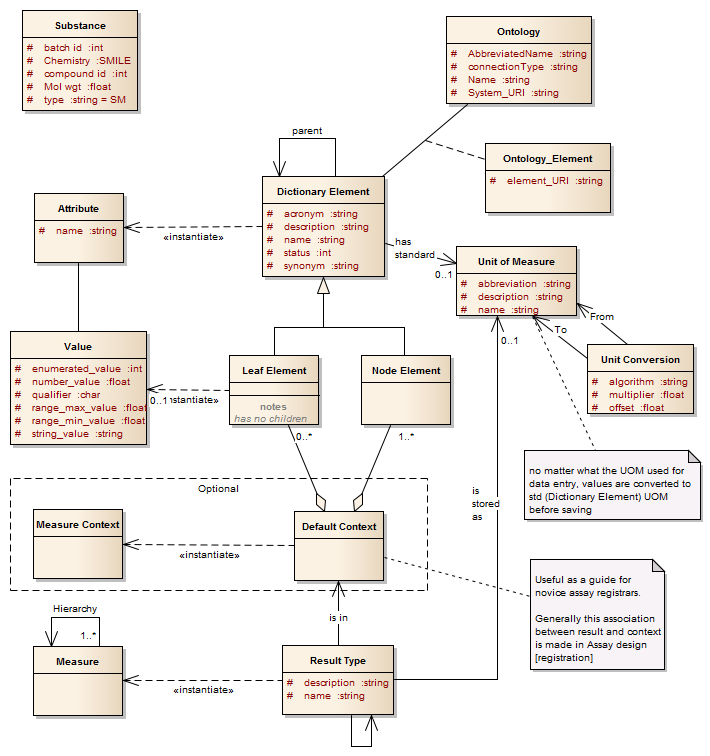 Substance
# batch id :int
# Chemistry :SMILE
# compound id :int
# Mol wgt :float
# type :string = SM
Ontology
# AbbreviatedName :string
# connectionType :string
# Name :string
# System_URI :string
parent
Ontology_Element
# element_URI :string
Dictionary Element
# acronym :string
# description :string
# name :string
# status :int
# synonym :string
Attribute
# name :string
«instantiate»
has
standard
0..1
Unit of Measure
# abbreviation :string
# description :string
# name :string
From
To
0..1
Value
# enumerated_value :int
# number_value :float
# qualifier :char
# range_max_value :float
# range_min_value :float
# string_value :string
0..1
instantiate»
Leaf Element
notes
has no children
Node Element
Unit Conversion
# algorithm :string
# multiplier :float
# offset :float
0..*
1..*
no matter what the UOM used for
data entry, values are converted to
std (Dictionary Element) UOM
before saving
Optional
is
stored
as
Measure Context
Default Context
«instantiate»
Useful as a guide for
novice assay registrars.
Generally this association
between result and context
is made in Assay design
[registration]
Hierarchy
1..*
is in
Measure
Result Type
# description :string
# name :string
«instantiate»